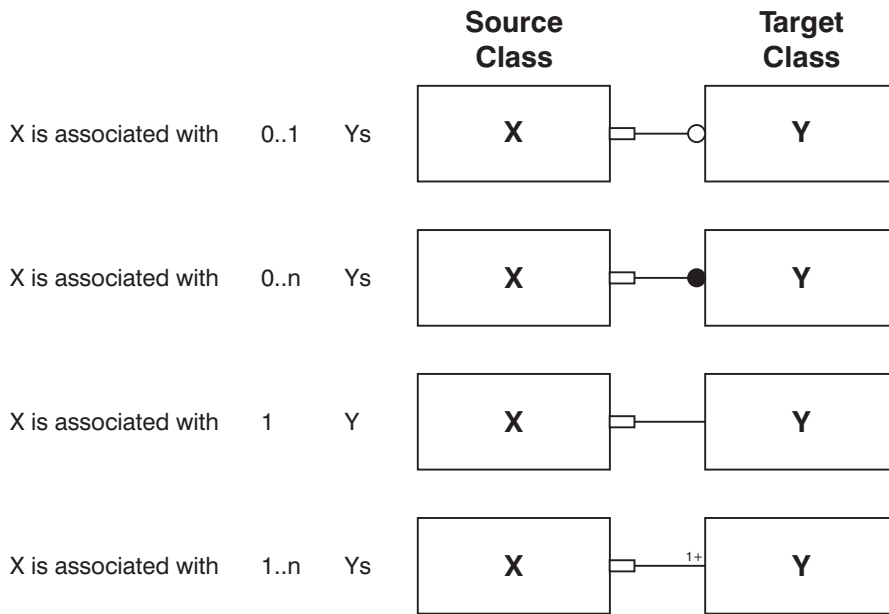 Source Class
Target Class
X is associated with 0..1 Ys
X
Y
X is associated with 0..n Ys
X
Y
X is associated with 1 Y
X
Y
X is associated with 1..n Ys
X
1+
Y